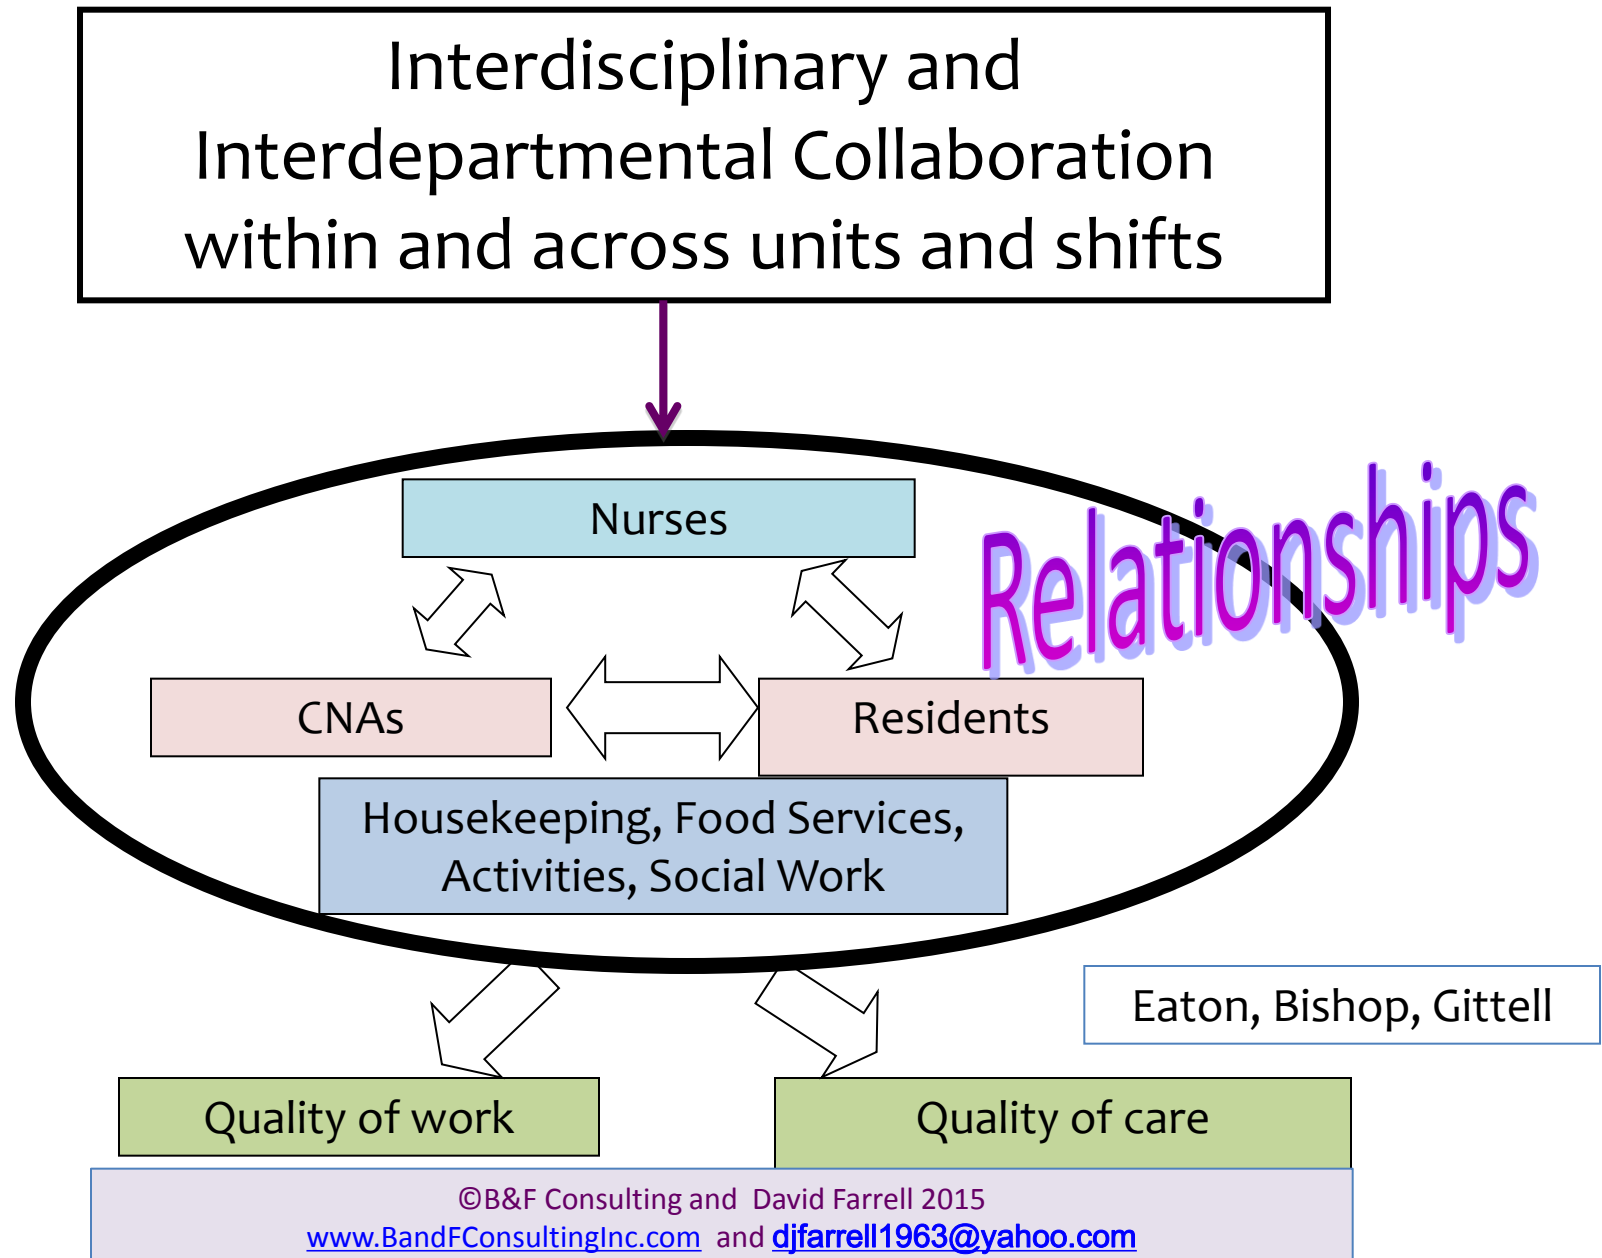 Interdisciplinary and
Interdepartmental Collaboration
within and across units and shifts
Nurses
Relationships
CNAs
Residents
Housekeeping, Food Services,
Activities, Social Work
Eaton, Bishop, Gittell
Quality of work
Quality of care
©B&F Consulting and David Farrell 2015
www.BandFConsultingInc.com and djfarrell1963@yahoo.com